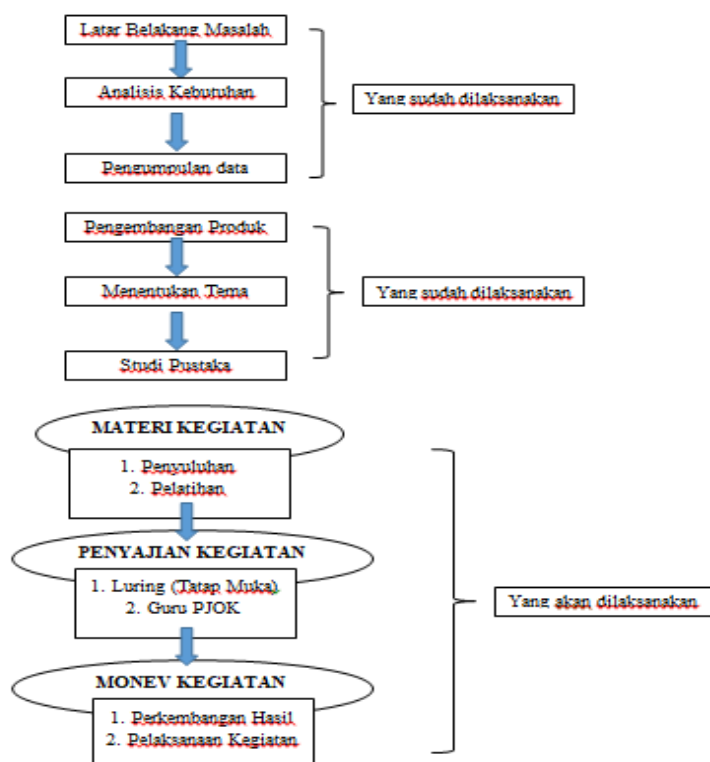 Latar Belakang Masalah
Analisis Kebutuhan
Pengumpulan data
Yang sudah dilaksanakan
Pengembangan Produk
Menentukan Tema
Studi Pustaka
Yang sudah dilaksanakan
MATERI KEGIATAN
1. Penyuluhan
2. Pelatihan
PENYAJIAN KEGIATAN
1. Luring (Tatap Muka)
2. Guru PJOK
MONEV KEGIATAN
1. Perkembangan Hasil
2. Pelaksanaan Kegiatan
Yang akan dilaksanakan